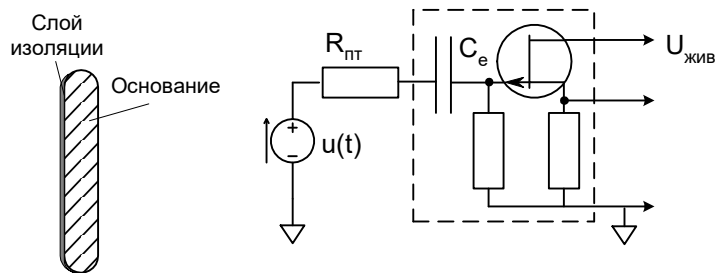 Слой
изоляции
Основание
Rпт
Cе
Uжив
u(t)
+
−